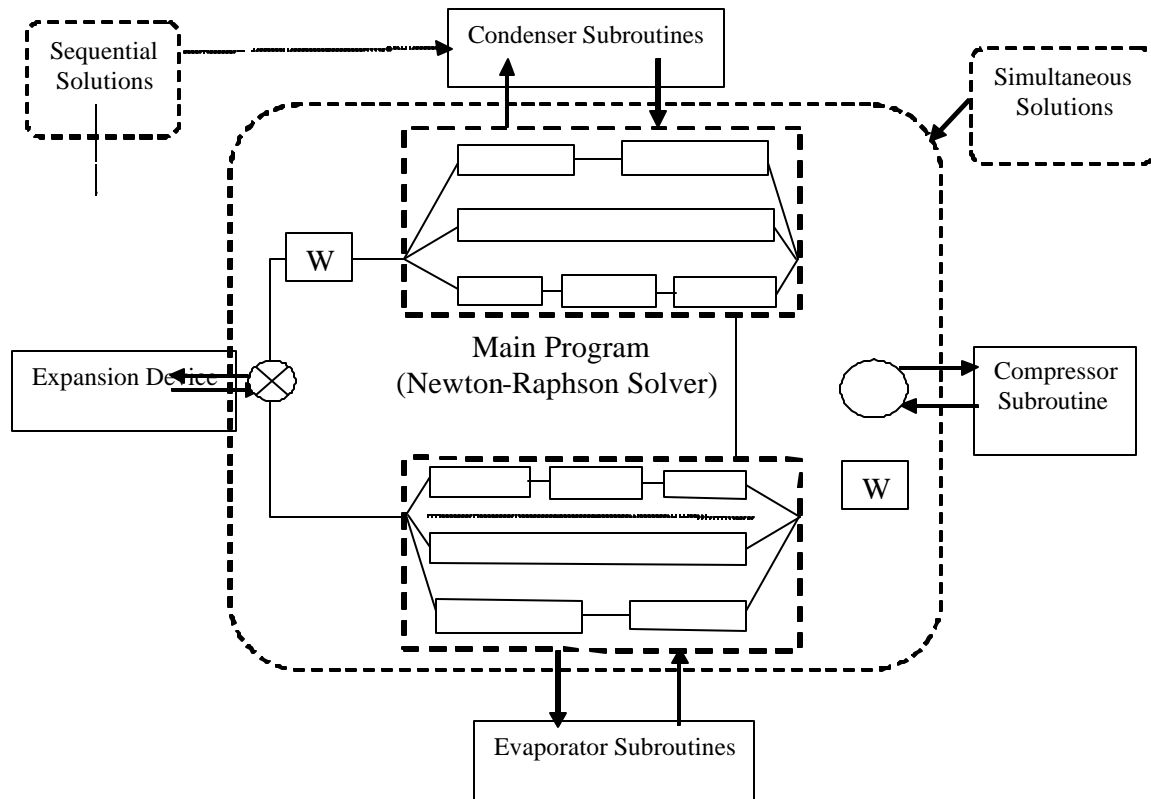 Sequential
Solutions
Condenser Subroutines
Simultaneous
Solutions
W
Main Program
(Newton-Raphson Solver)
Expansion Device
Compressor
Subroutine
W
Evaporator Subroutines